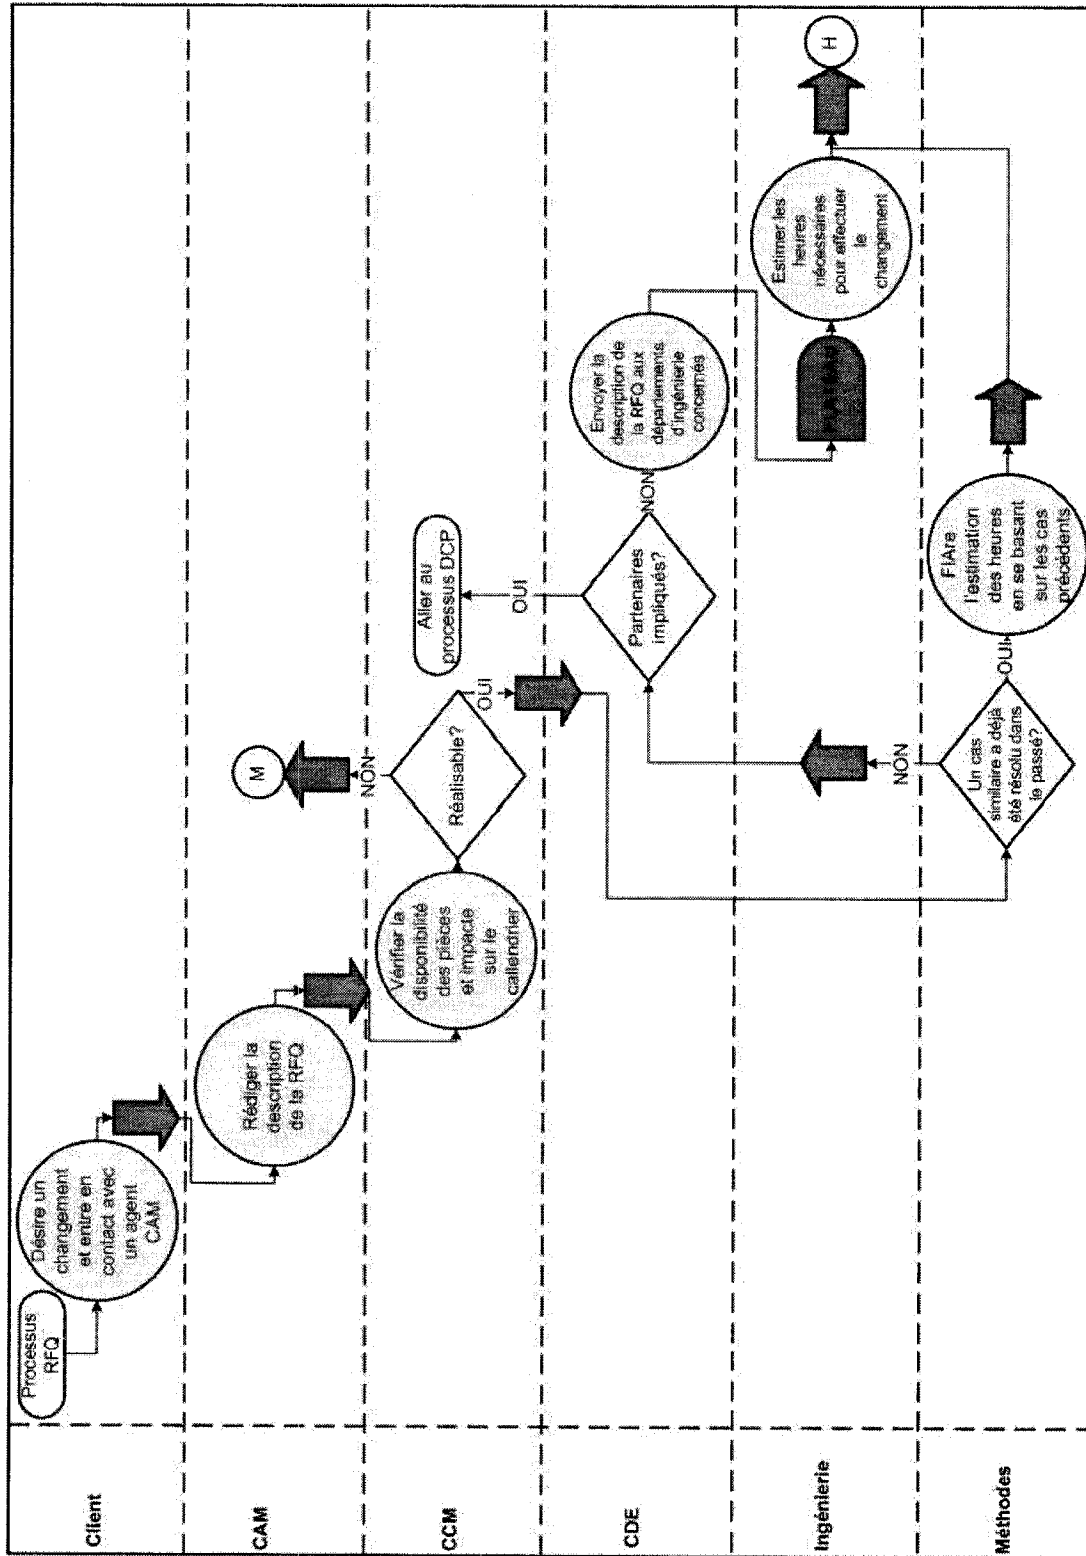 Client
CAM
CCM
CDE
Ingénierie
Méthodes
Processus
RFQ
Désire un
changement
et entre en
contact avec
un agent
CAM
Rédiger la
description
de la RFQ
Vérifier la
disponibilité
des pièces
et impacte
sur le
callendrier
Réalisable?
NON
M
OUI
Un cas
similaire a déjà
été résolu dans
le passé?
NON
OUI
Partenaires
impliqués?
OUI
Aller au
processus DCP
NON
Envoyer la
description de
la RFQ aux
départements
d'ingénierie
concernés
FIAre
l'estimation
des heures
en se basant
sur les cas
précédents
Estimer les
heures
nécessaires
pour effectuer
le
changement
H